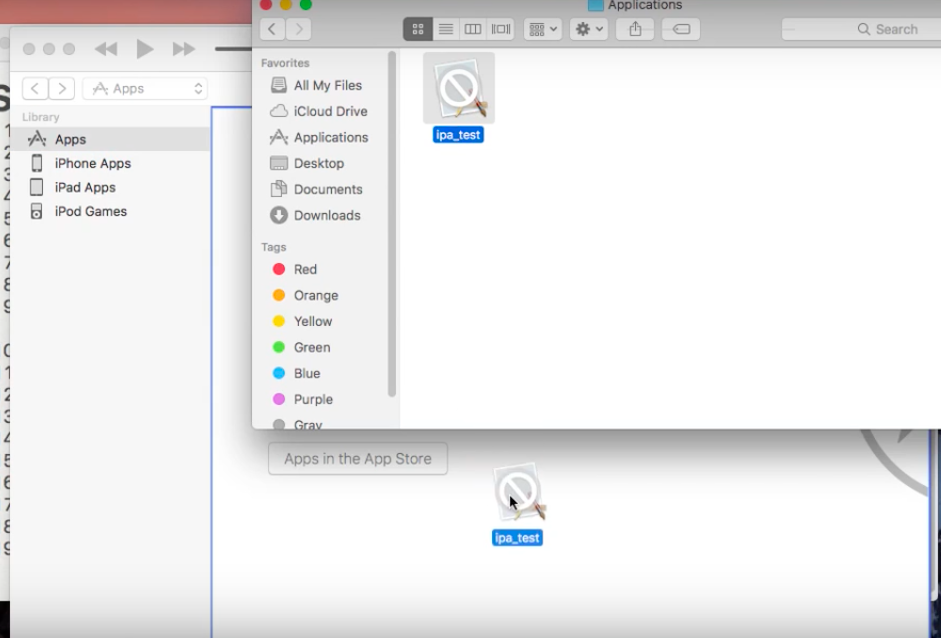 Applications
Search
Favorites
All My Files
iCloud Drive
Applications
Desktop
Documents
Downloads
Tags
Red
Orange
Yellow
Green
Blue
Purple
Gray
ipa_test
Apps
Library
Apps
iPhone Apps
iPad Apps
iPod Games
Apps in the App Store
ipa_test